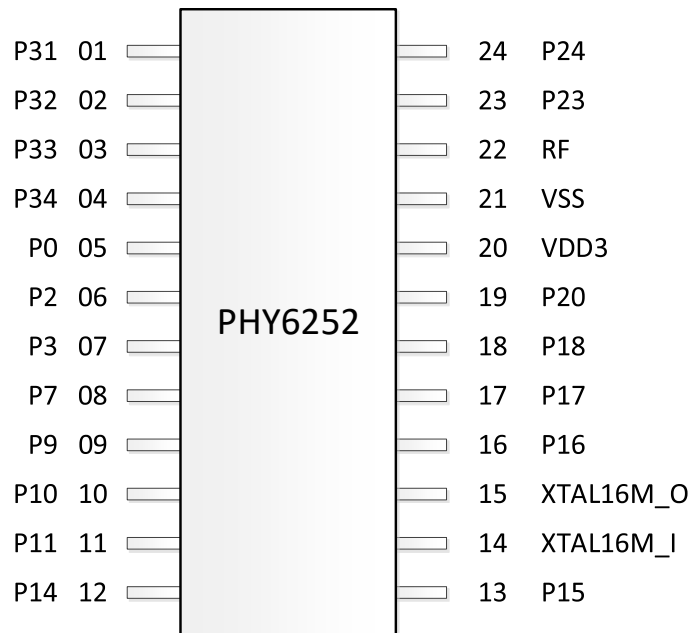 P31 01 24 P24
P32 02 23 P23
P33 03 22 RF
P34 04 21 VSS
P0 05 20 VDD3
P2 06 19 P20
PHY6252
P3 07 18 P18
P7 08 17 P17
P9 09 16 P16
P10 10 15 XTAL16M_O
P11 11 14 XTAL16M_I
P14 12 13 P15